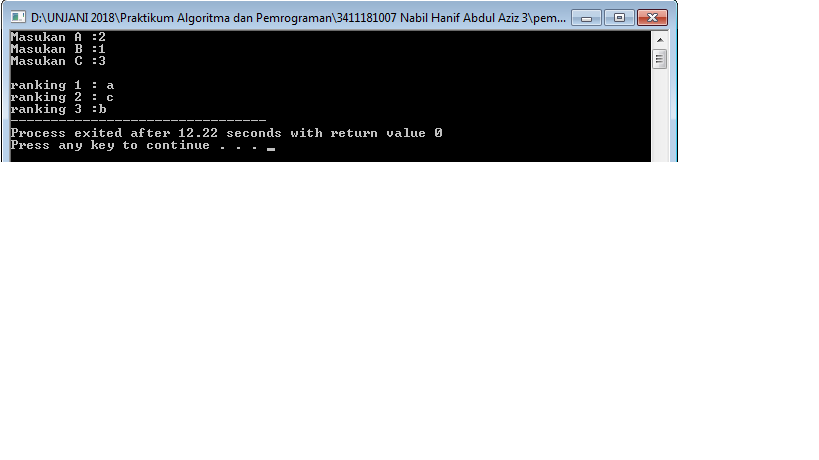 D:\UNJANI 2018\Praktikum Algoritma dan Pemrograman\3411181007 Nabil Hanif Abdul Aziz 3\pem...
Masukan A :2
Masukan B :1
Masukan C :3
ranking 1 : a
ranking 2 : c
ranking 3 :b
--------------------------------
Process exited after 12.22 seconds with return value 0
Press any key to continue . . . _